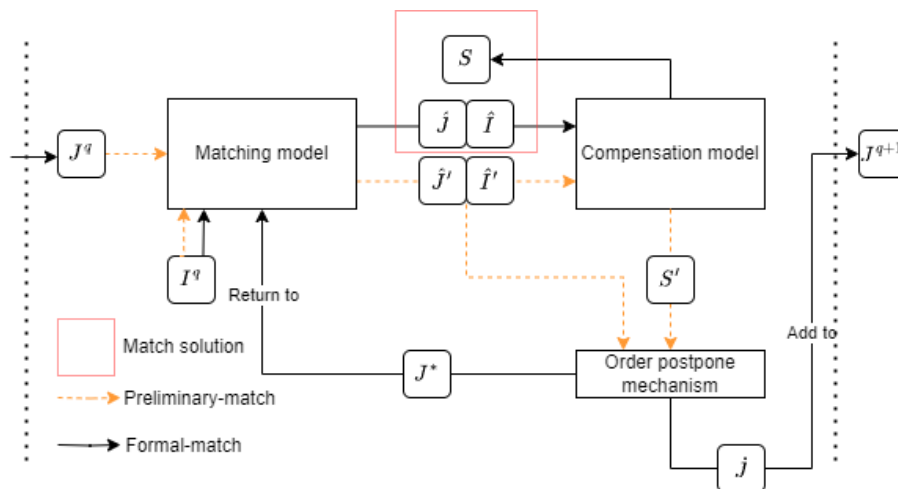 S
Ĵ Î
J^q
Matching model
Compensation model
J^{q+1}
Ĵ′ Î′
I^q
S′
Return to
Add to
Match solution
Order postpone
mechanism
J*
Preliminary-match
Formal-match
j